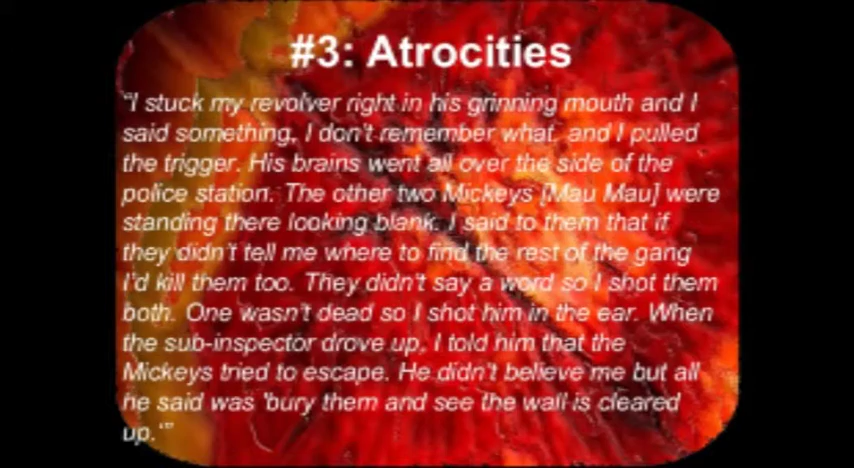 #3: Atrocities
"I stuck my revolver right in his grinning mouth and I
said something, I don't remember what, and I pulled
the trigger. His brains went all over the side of the
police station. The other two Mickeys [Mau Mau] were
standing there looking blank. I said to them that if
they didn't tell me where to find the rest of the gang
I'd kill them too. They didn't say a word so I shot them
both. One wasn't dead so I shot him in the ear. When
the sub-inspector drove up, I told him that the
Mickeys tried to escape. He didn't believe me but all
he said was 'bury them and see the wall is cleared
up.'"